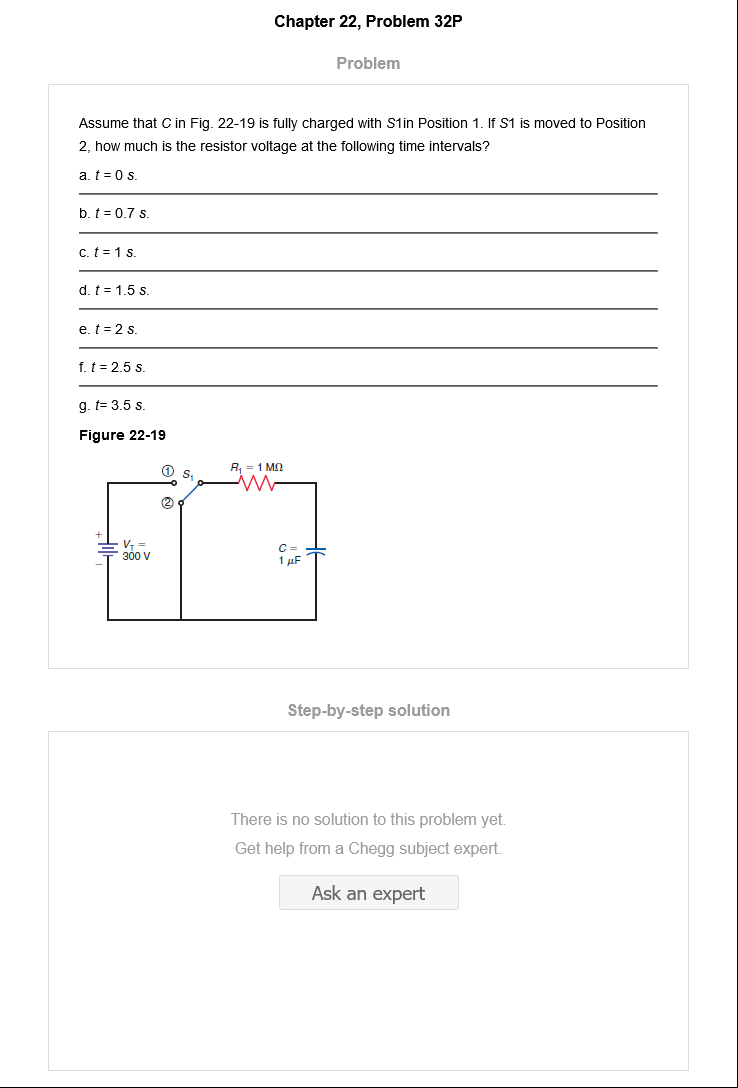 Chapter 22, Problem 32P
Problem
Assume that C in Fig. 22-19 is fully charged with S1in Position 1. If S1 is moved to Position
2, how much is the resistor voltage at the following time intervals?
a. t = 0 s.
b. t = 0.7 s.
c. t = 1 s.
d. t = 1.5 s.
e. t = 2 s.
f. t = 2.5 s.
g. t= 3.5 s.
Figure 22-19
① S₁ R₁ = 1 MΩ
②
+
V_T =
300 V
−
C =
1 μF
Step-by-step solution
There is no solution to this problem yet.
Get help from a Chegg subject expert.
Ask an expert